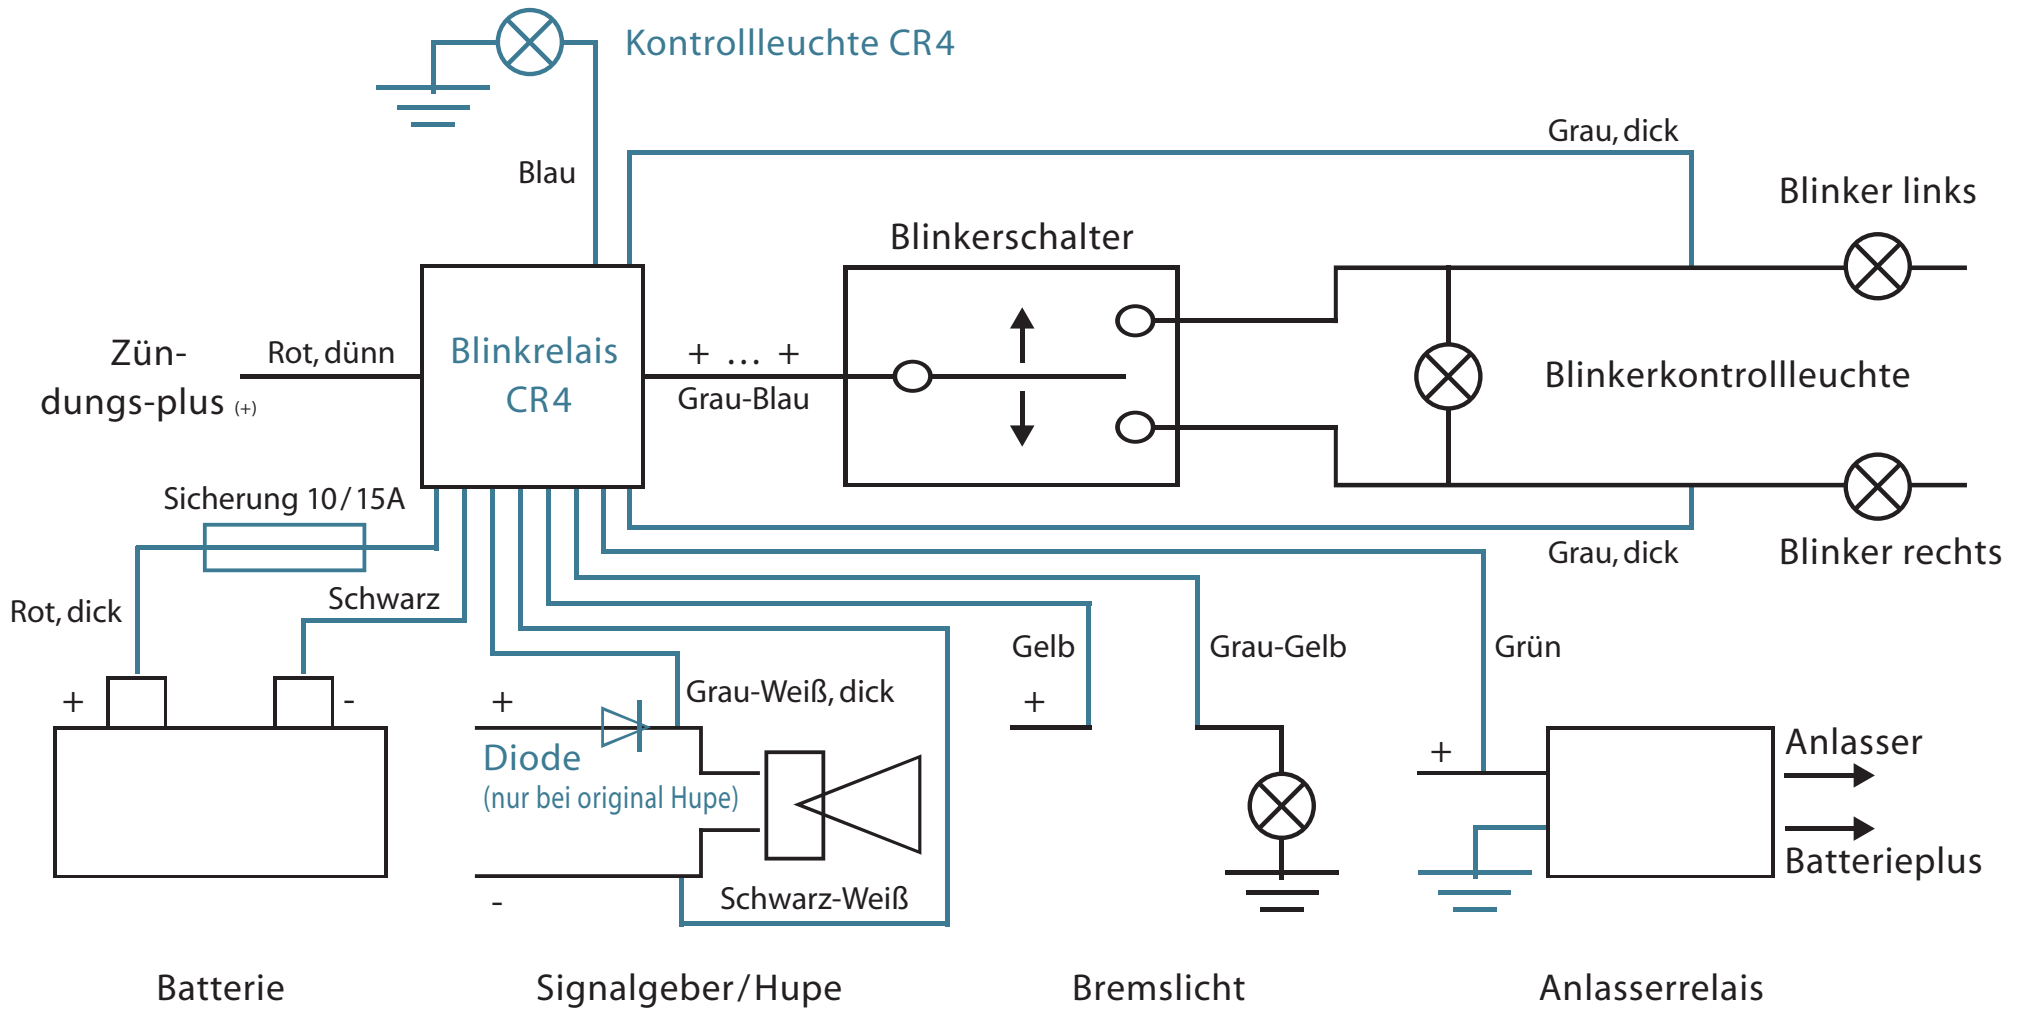 Kontrollleuchte CR4
Grau, dick
Blau
Blinker links
Blinkerschalter
Zün-
dungs-plus (+)
Rot, dünn
Blinkrelais
CR4
+ ... +
Grau-Blau
Blinkerkontrollleuchte
Sicherung 10/15A
Grau, dick
Blinker rechts
Rot, dick
Schwarz
Gelb
Grau-Gelb
Grün
+
-
+
Grau-Weiß, dick
+
+
Anlasser
Diode
(nur bei original Hupe)
Batterieplus
-
Schwarz-Weiß
Batterie
Signalgeber/Hupe
Bremslicht
Anlasserrelais